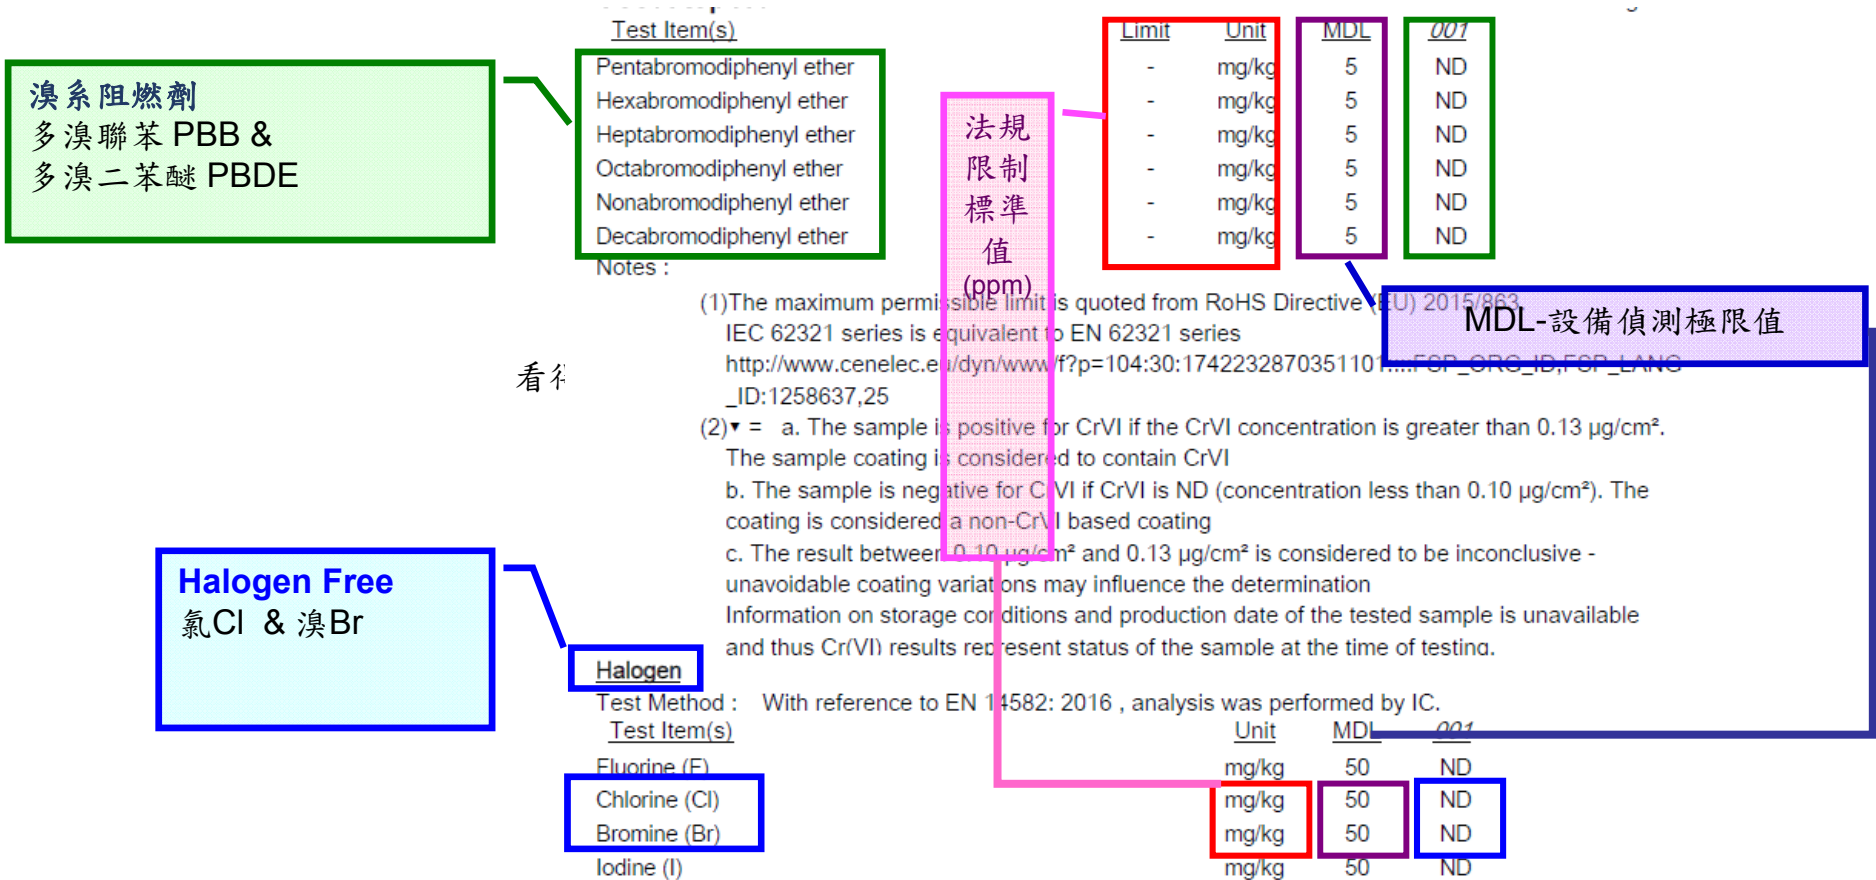 Test Item(s) Limit Unit MDL 001
Pentabromodiphenyl ether - mg/kg 5 ND
Hexabromodiphenyl ether - mg/kg 5 ND
Heptabromodiphenyl ether - mg/kg 5 ND
Octabromodiphenyl ether - mg/kg 5 ND
Nonabromodiphenyl ether - mg/kg 5 ND
Decabromodiphenyl ether - mg/kg 5 ND
溴系阻燃劑
多溴聯苯 PBB &
多溴二苯醚 PBDE
法規
限制
標準
值
(ppm)
MDL-設備偵測極限值
Notes :
(1)The maximum permissible limit is quoted from RoHS Directive (EU) 2015/863
IEC 62321 series is equivalent to EN 62321 series
http://www.cenelec.eu/dyn/www/f?p=104:30:1742232870351101::::FSP_ORG_ID,FSP_LANG
_ID:1258637,25
看得
(2)▼ = a. The sample is positive for CrVI if the CrVI concentration is greater than 0.13 µg/cm².
The sample coating is considered to contain CrVI
b. The sample is negative for CrVI if CrVI is ND (concentration less than 0.10 µg/cm²). The
coating is considered a non-CrVI based coating
c. The result between 0.10 µg/cm² and 0.13 µg/cm² is considered to be inconclusive -
unavoidable coating variations may influence the determination
Information on storage conditions and production date of the tested sample is unavailable
and thus Cr(VI) results represent status of the sample at the time of testing.
Halogen Free
氯Cl & 溴Br
Halogen
Test Method : With reference to EN 14582: 2016 , analysis was performed by IC.
Test Item(s) Unit MDL 001
Fluorine (F) mg/kg 50 ND
Chlorine (Cl) mg/kg 50 ND
Bromine (Br) mg/kg 50 ND
Iodine (I) mg/kg 50 ND